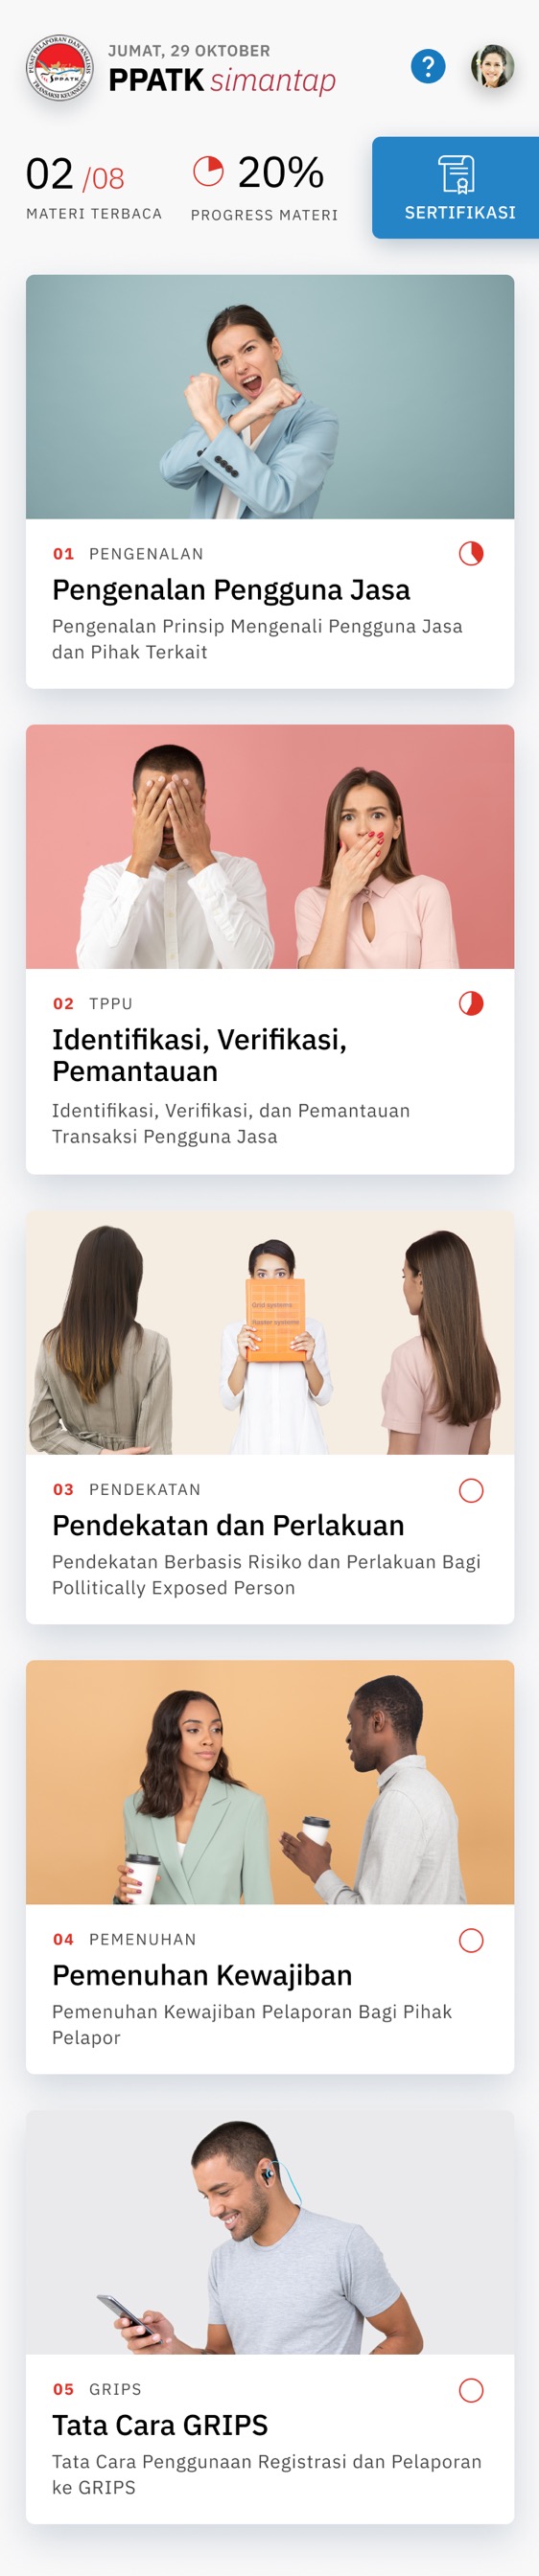 PUSAT PELAPORAN DAN ANALISIS
TRANSAKSI KEUANGAN
PPATK
JUMAT, 29 OKTOBER
PPATK simantap
?
02 /08
MATERI TERBACA
20%
PROGRESS MATERI
SERTIFIKASI
01 PENGENALAN
Pengenalan Pengguna Jasa
Pengenalan Prinsip Mengenali Pengguna Jasa
dan Pihak Terkait
02 TPPU
Identifikasi, Verifikasi,
Pemantauan
Identifikasi, Verifikasi, dan Pemantauan
Transaksi Pengguna Jasa
Grid systems
Raster systeme
03 PENDEKATAN
Pendekatan dan Perlakuan
Pendekatan Berbasis Risiko dan Perlakuan Bagi
Pollitically Exposed Person
04 PEMENUHAN
Pemenuhan Kewajiban
Pemenuhan Kewajiban Pelaporan Bagi Pihak
Pelapor
05 GRIPS
Tata Cara GRIPS
Tata Cara Penggunaan Registrasi dan Pelaporan
ke GRIPS